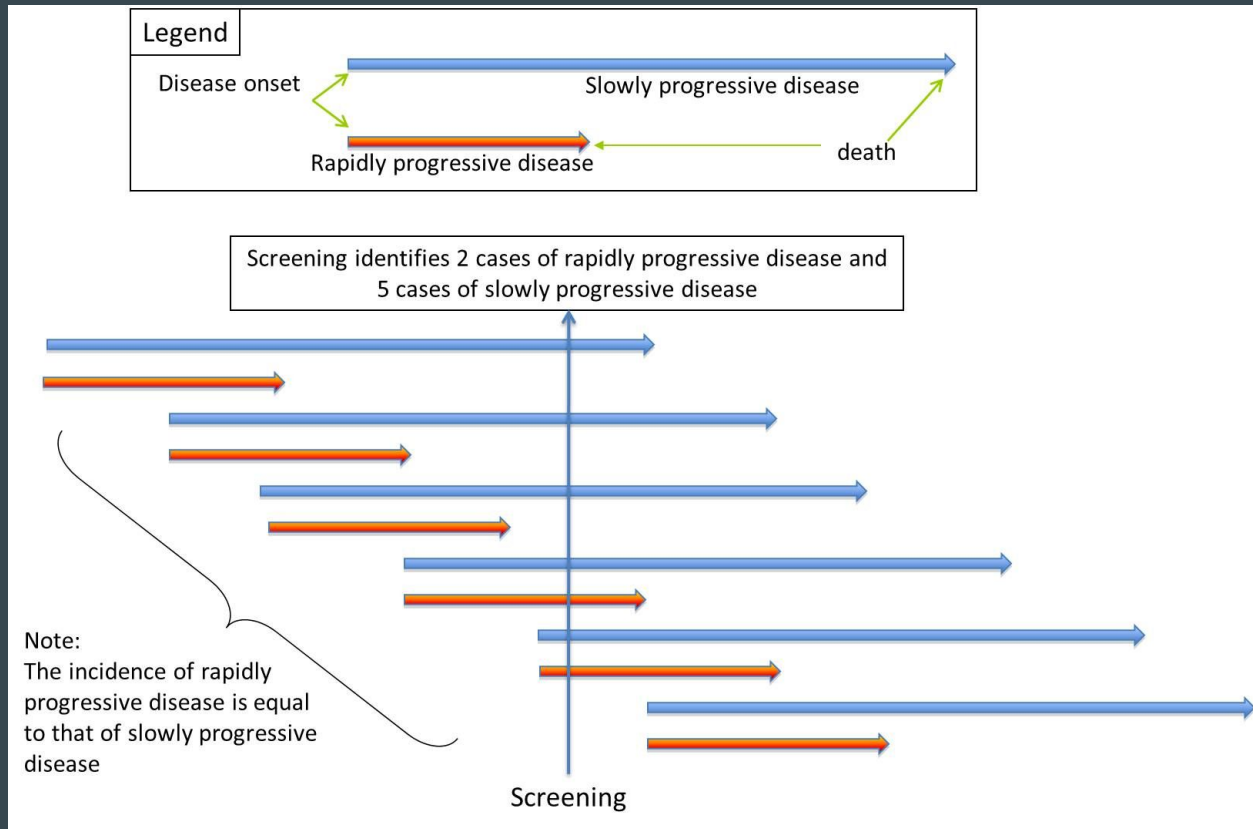 Legend
Disease onset
Slowly progressive disease
Rapidly progressive disease
death
Screening identifies 2 cases of rapidly progressive disease and
5 cases of slowly progressive disease
Note:
The incidence of rapidly
progressive disease is equal
to that of slowly progressive
disease
Screening